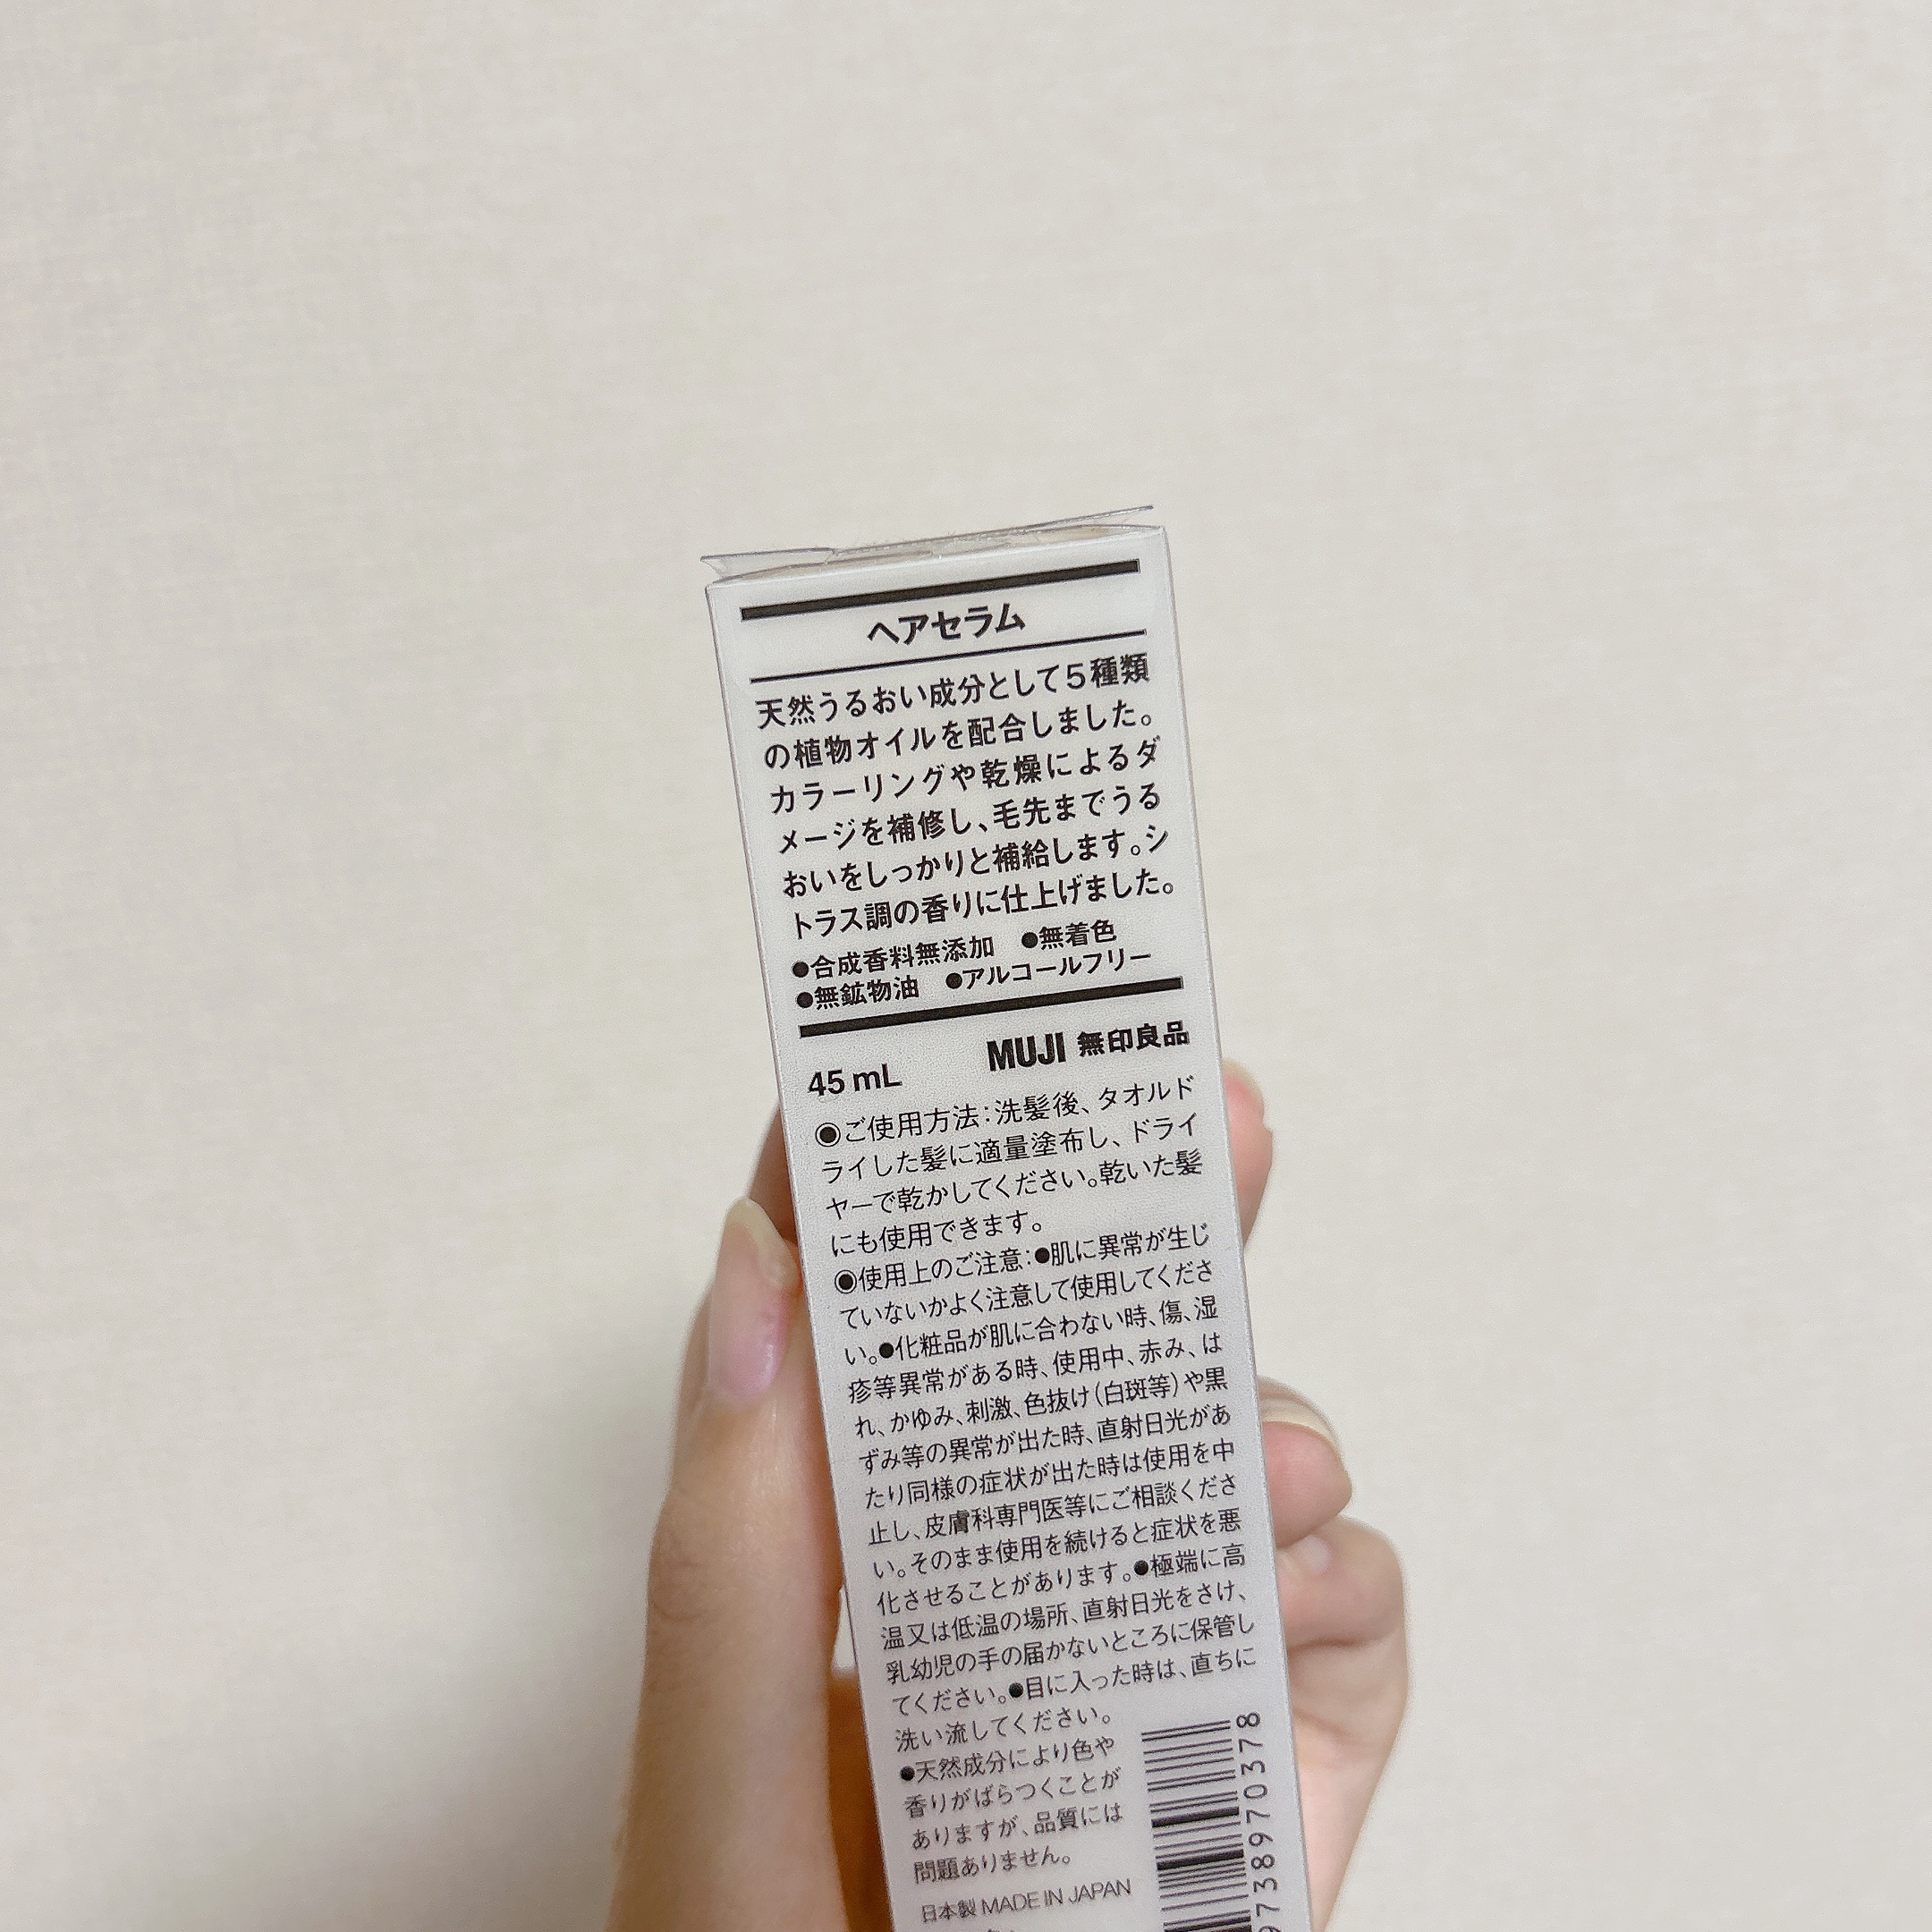 ヘアセラム
天然うるおい成分として5種類
の植物オイルを配合しました。
カラーリングや乾燥によるダ
メージを補修し、毛先までうる
おいをしっかりと補給します。シ
トラス調の香りに仕上げました。
●合成香料無添加 ●無着色
●無鉱物油 ●アルコールフリー
45mL MUJI 無印良品
◉ご使用方法:洗髪後、タオルド
ライした髪に適量塗布し、ドライ
ヤーで乾かしてください。乾いた髪
にも使用できます。
◉使用上のご注意:●肌に異常が生じ
ていないかよく注意して使用してくださ
い。●化粧品が肌に合わない時、傷、湿
疹等異常がある時、使用中、赤み、は
れ、かゆみ、刺激、色抜け(白斑等)や黒
ずみ等の異常が出た時、直射日光があ
たり同様の症状が出た時は使用を中
止し、皮膚科専門医等にご相談くださ
い。そのまま使用を続けると症状を悪
化させることがあります。●極端に高
温又は低温の場所、直射日光をさけ、
乳幼児の手の届かないところに保管し
てください。●目に入った時は、直ちに
洗い流してください。
●天然成分により色や
香りがばらつくことが
ありますが、品質には
問題ありません。
日本製 MADE IN JAPAN
9738970378